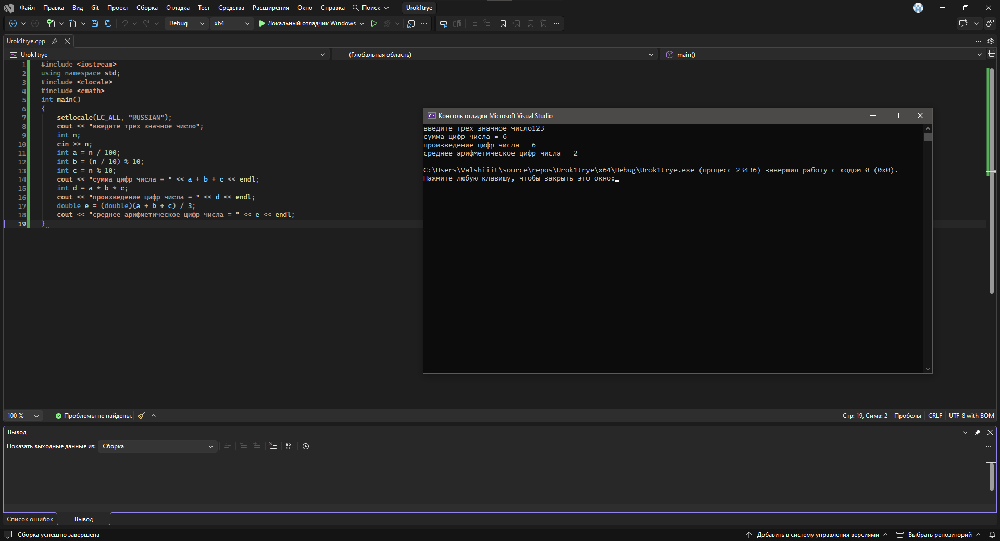 Файл Правка Вид Git Проект Сборка Отладка Тест Средства Расширения Окно Справка Поиск Urok1trye
Debug x64 Локальный отладчик Windows
Urok1trye.cpp
Urok1trye (Глобальная область) main()
1 #include <iostream>
2 using namespace std;
3 #include <clocale>
4 #include <cmath>
5 int main()
6 {
7 setlocale(LC_ALL, "RUSSIAN");
8 cout << "введите трех значное число";
9 int n;
10 cin >> n;
11 int a = n / 100;
12 int b = (n / 10) % 10;
13 int c = n % 10;
14 cout << "сумма цифр числа = " << a + b + c << endl;
15 int d = a * b * c;
16 cout << "произведение цифр числа = " << d << endl;
17 double e = (double)(a + b + c) / 3;
18 cout << "среднее арифметическое цифр числа = " << e << endl;
19 }
Консоль отладки Microsoft Visual Studio
введите трех значное число123
сумма цифр числа = 6
произведение цифр числа = 6
среднее арифметическое цифр числа = 2
C:\Users\Valshiiit\source\repos\Urok1trye\x64\Debug\Urok1trye.exe (процесс 23436) завершил работу с кодом 0 (0x0).
Нажмите любую клавишу, чтобы закрыть это окно:
100 % Проблемы не найдены. Стр: 19, Симв: 2 Пробелы CRLF UTF-8 with BOM
Вывод
Показать выходные данные из: Сборка
Список ошибок Вывод
Сборка успешно завершена Добавить в систему управления версиями Выбрать репозиторий